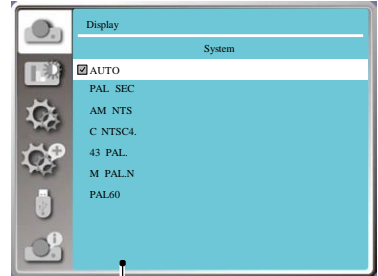 Display
System
AUTO
PAL SEC
AM NTS
C NTSC4.
43 PAL.
M PAL.N
PAL60